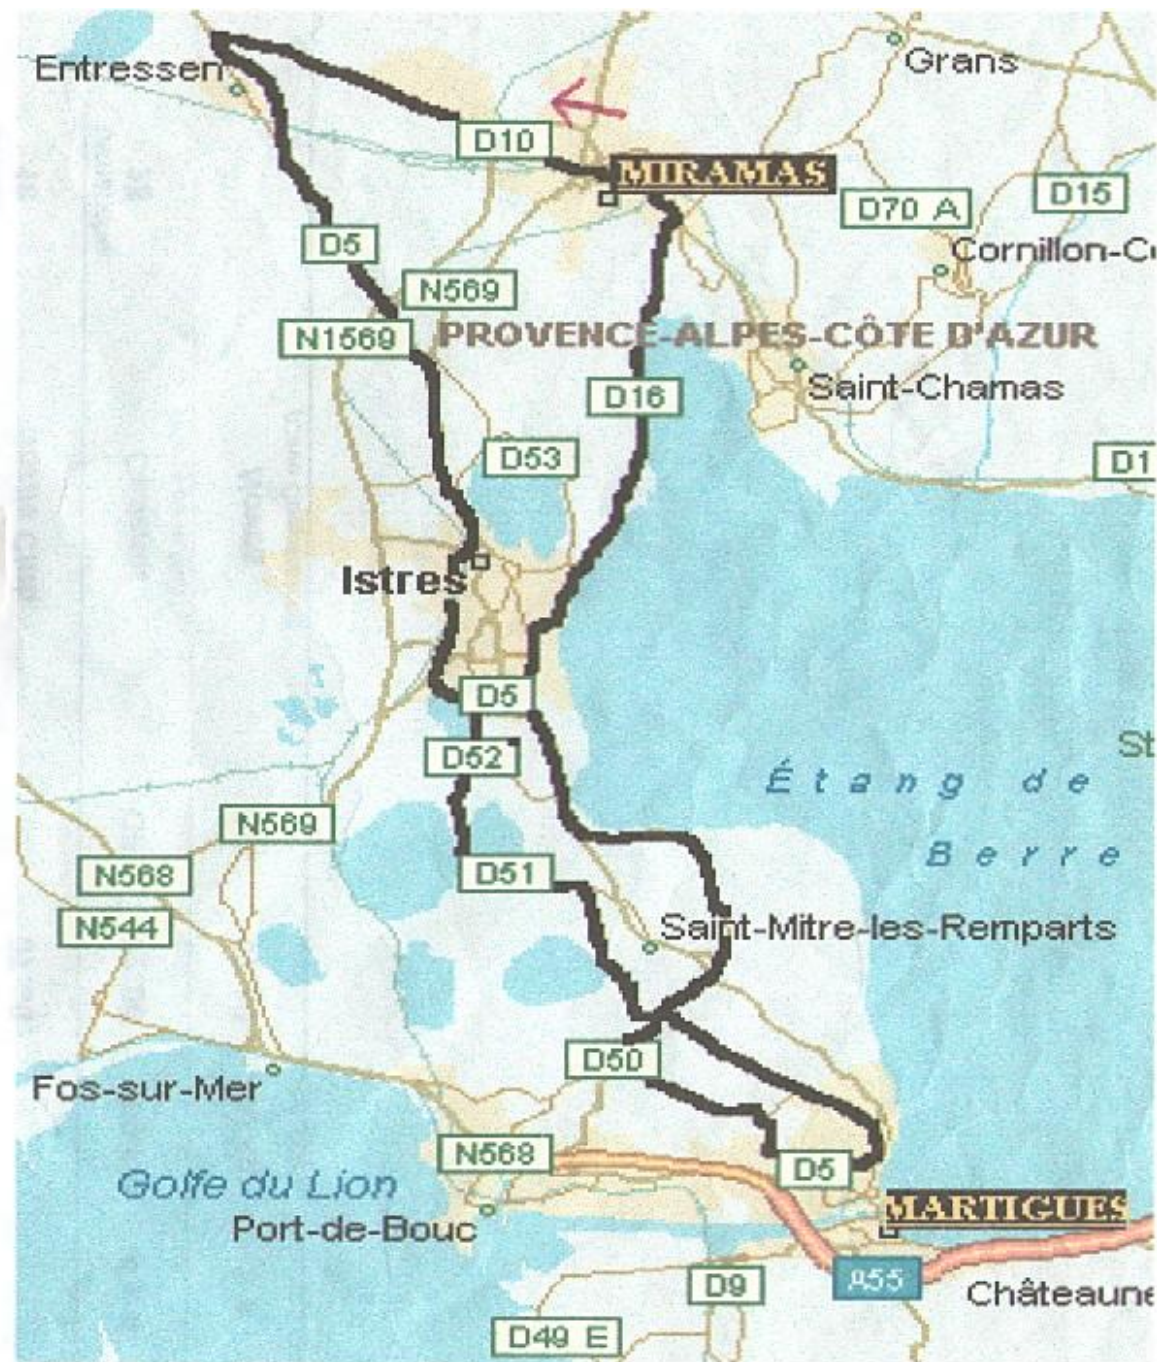 Grans
Entressen
D10
MIRAMAS
D15
D70 A
D5
Cornillon-C
N569
N1569
PROVENCE-ALPES-CÔTE D'AZUR
D16
Saint-Chamas
D53
D1
Istres
D5
D52
St
Étang de
Berre
N569
N568
D51
N544
Saint-Mitre-les-Remparts
D50
Fos-sur-Mer
N568
D5
Golfe du Lion
MARTIGUES
Port-de-Bouc
D9
A55
Châteaune
D49 E